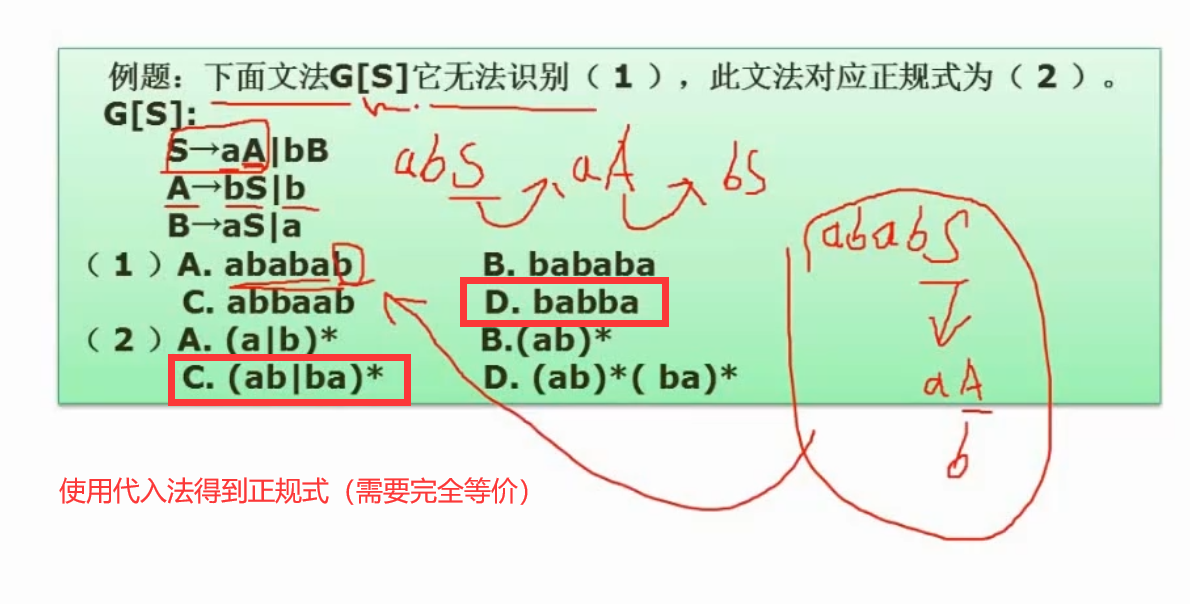 例题：下面文法G[S]它无法识别（ 1 ），此文法对应正规式为（ 2 ）。
G[S]:
S→aA|bB
A→bS|b
B→aS|a
abS aA bS
（ 1 ）A. ababab B. bababa
C. abbaab D. babba
（ 2 ）A. (a|b)* B.(ab)*
C. (ab|ba)* D. (ab)*( ba)*
ababS
aA
b
使用代入法得到正规式（需要完全等价）